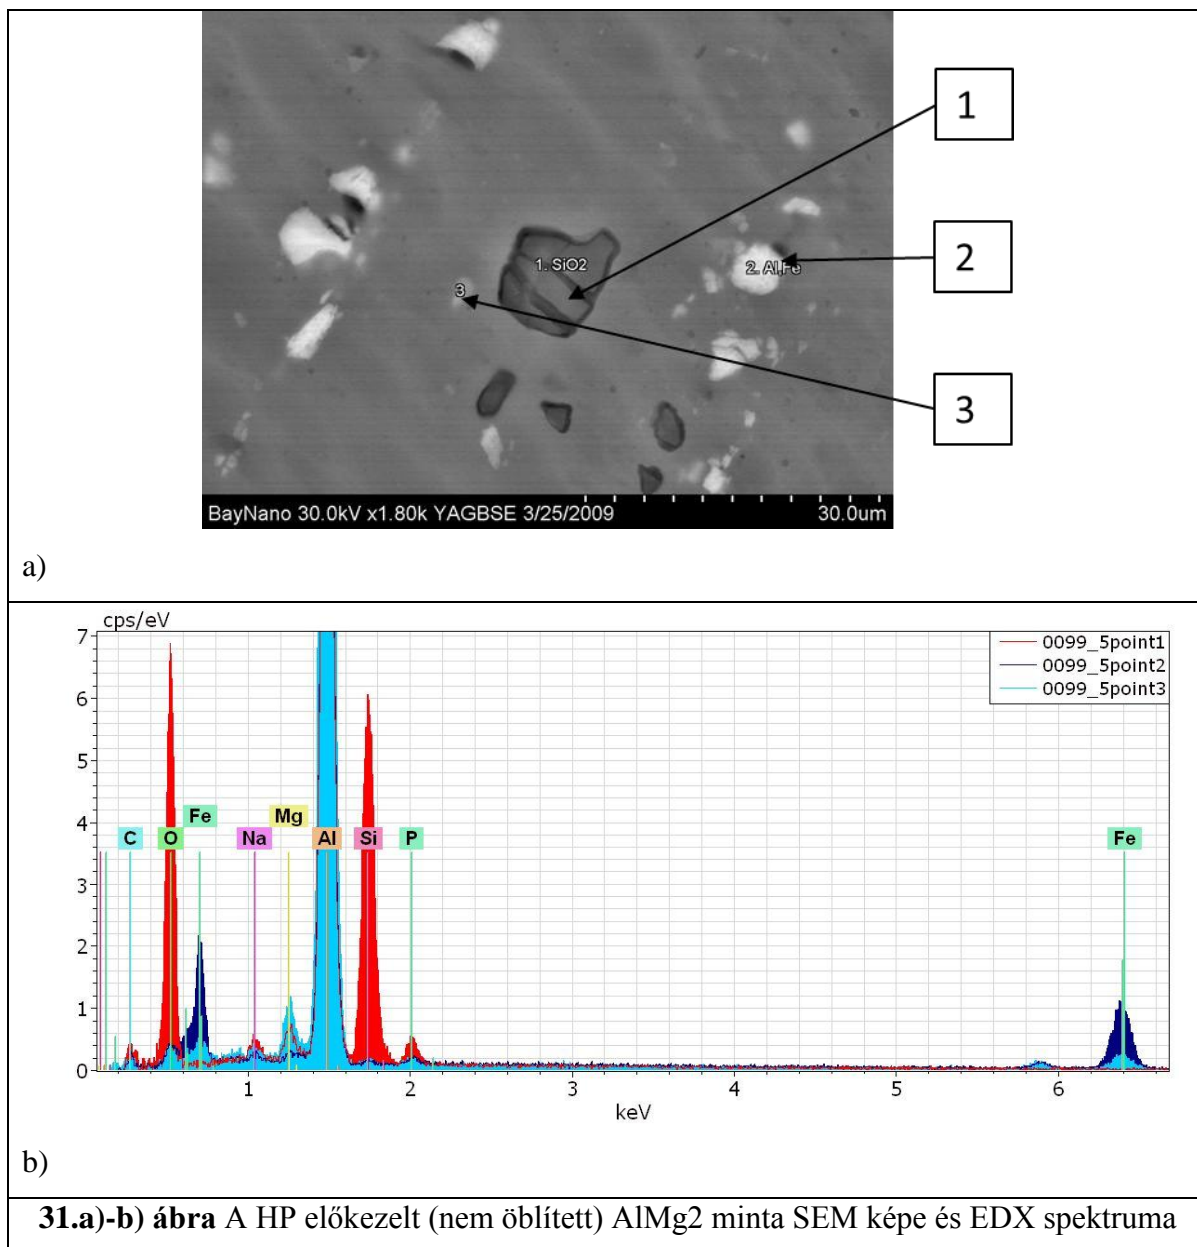 1
1. SiO2
2. Al,Fe
2
3
3
BayNano 30.0kV x1.80k YAGBSE 3/25/2009 30.0um
a)
cps/eV
7
6
5
4
3
2
1
0
0099_5point1
0099_5point2
0099_5point3
Fe Mg
C O Na Al Si P Fe
1 2 3 4 5 6
keV
b)
31.a)-b) ábra A HP előkezelt (nem öblített) AlMg2 minta SEM képe és EDX spektruma